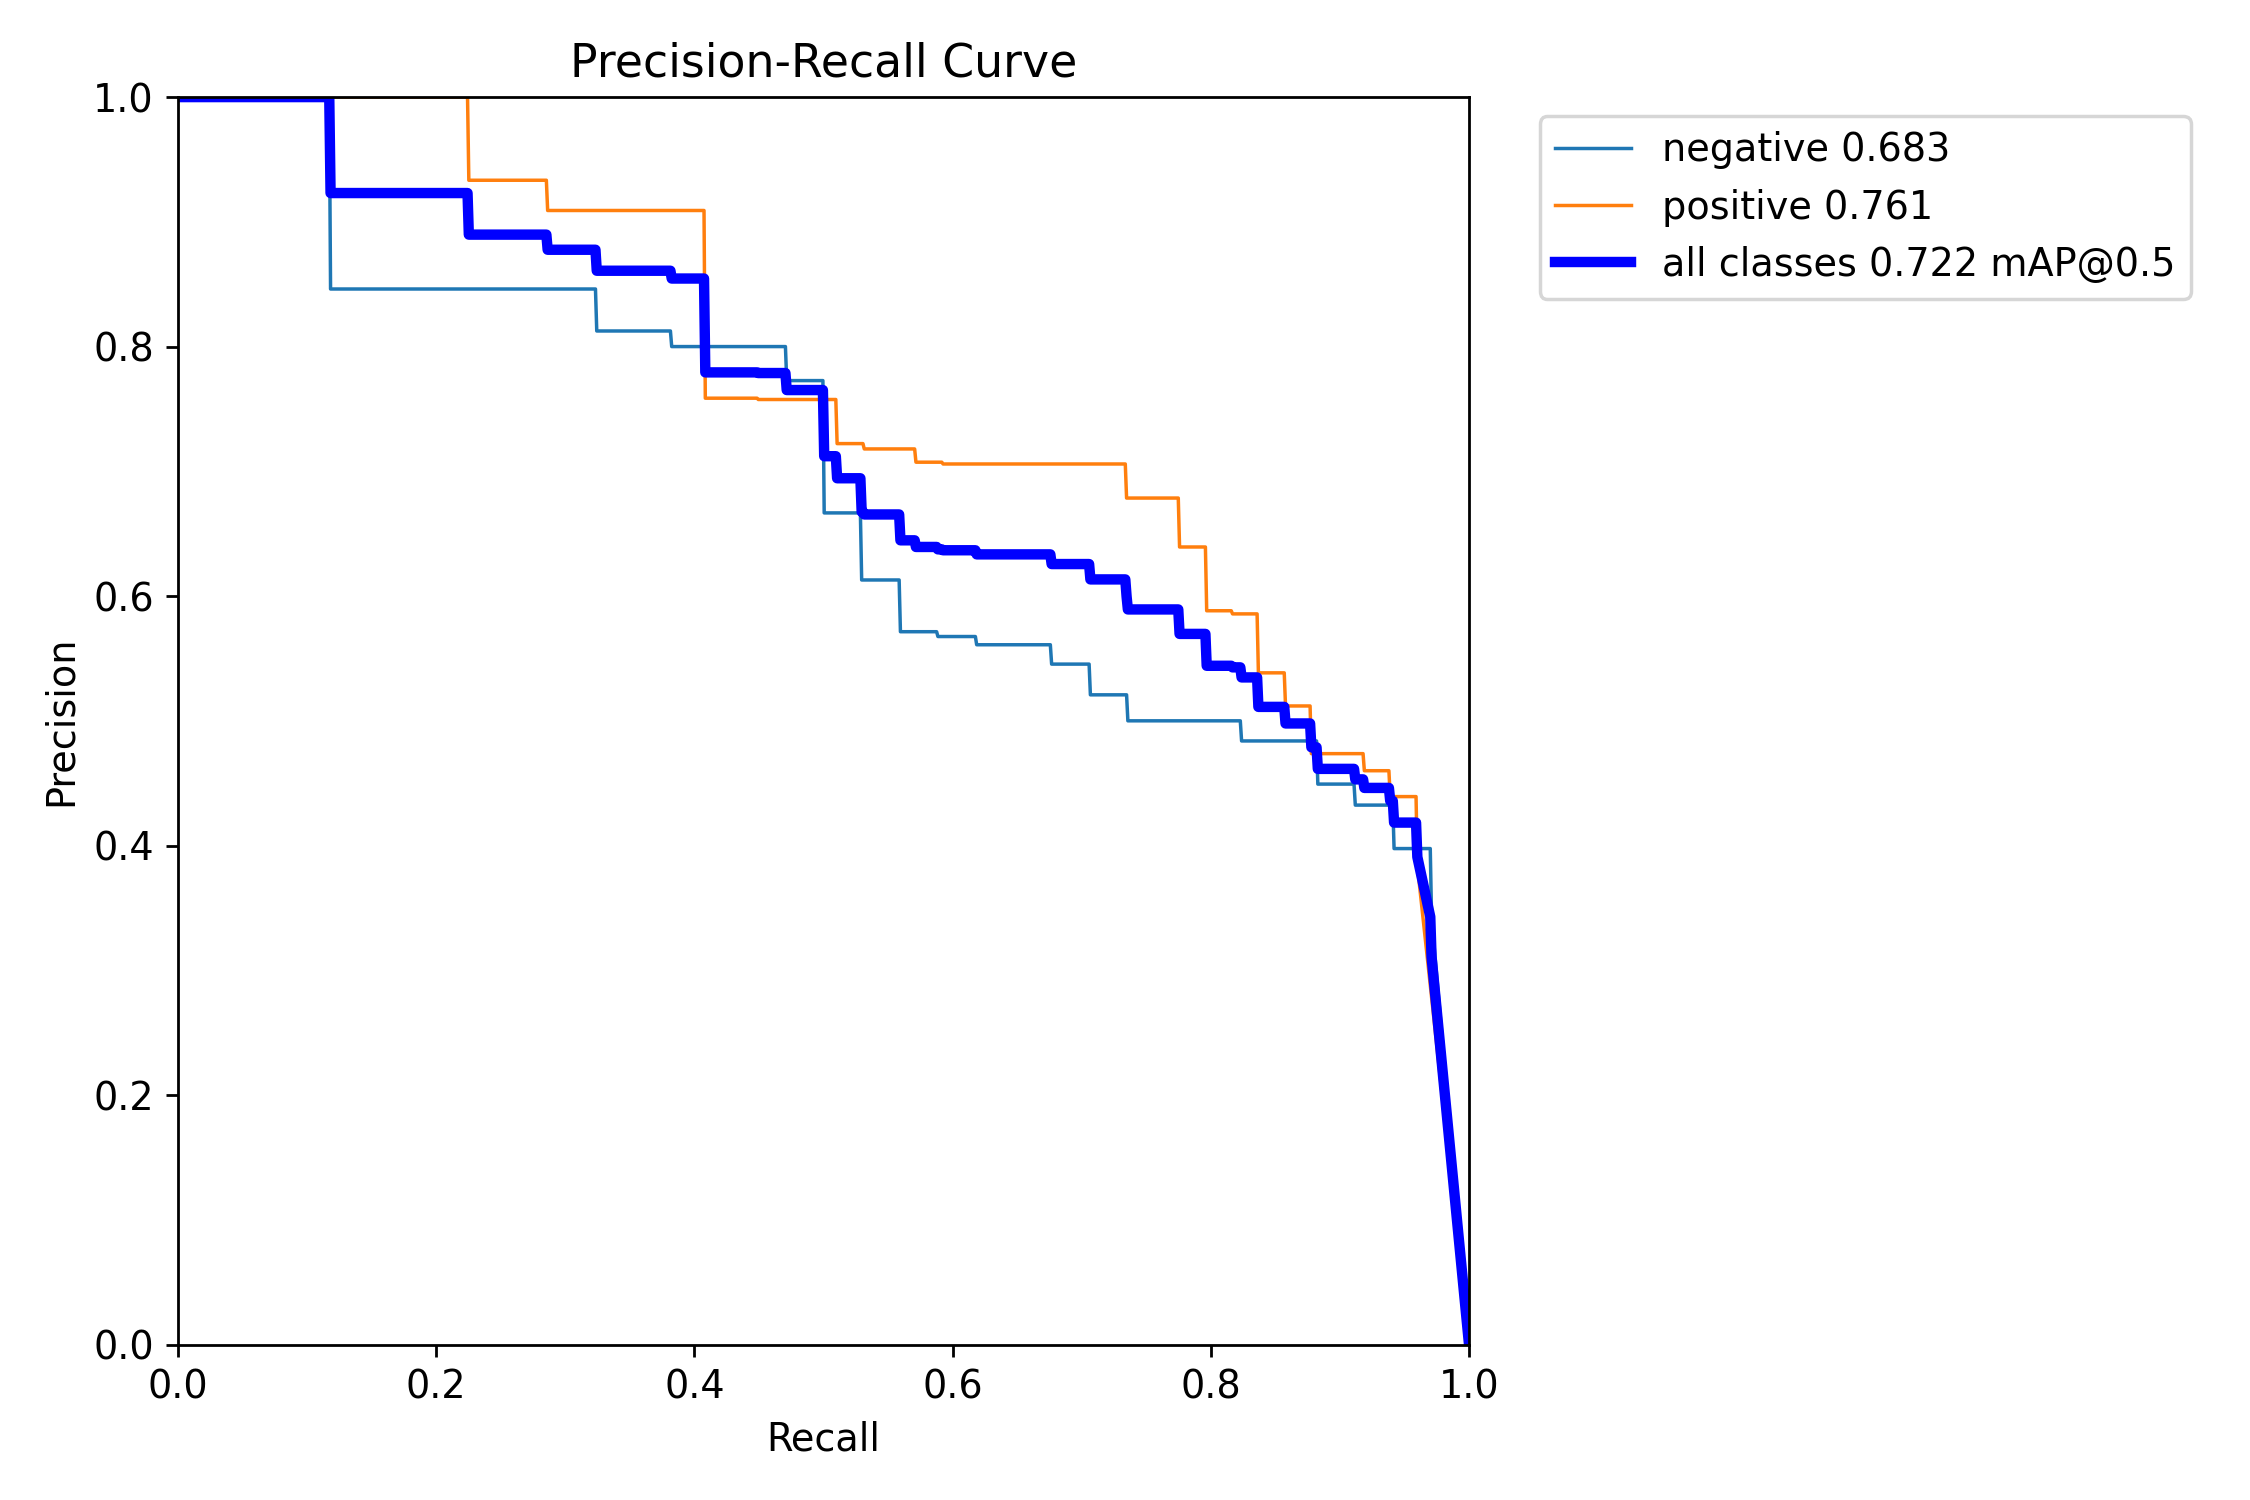 Precision-Recall Curve
negative 0.683
positive 0.761
all classes 0.722 mAP@0.5
Precision
1.0
0.8
0.6
0.4
0.2
0.0
0.0 0.2 0.4 0.6 0.8 1.0
Recall